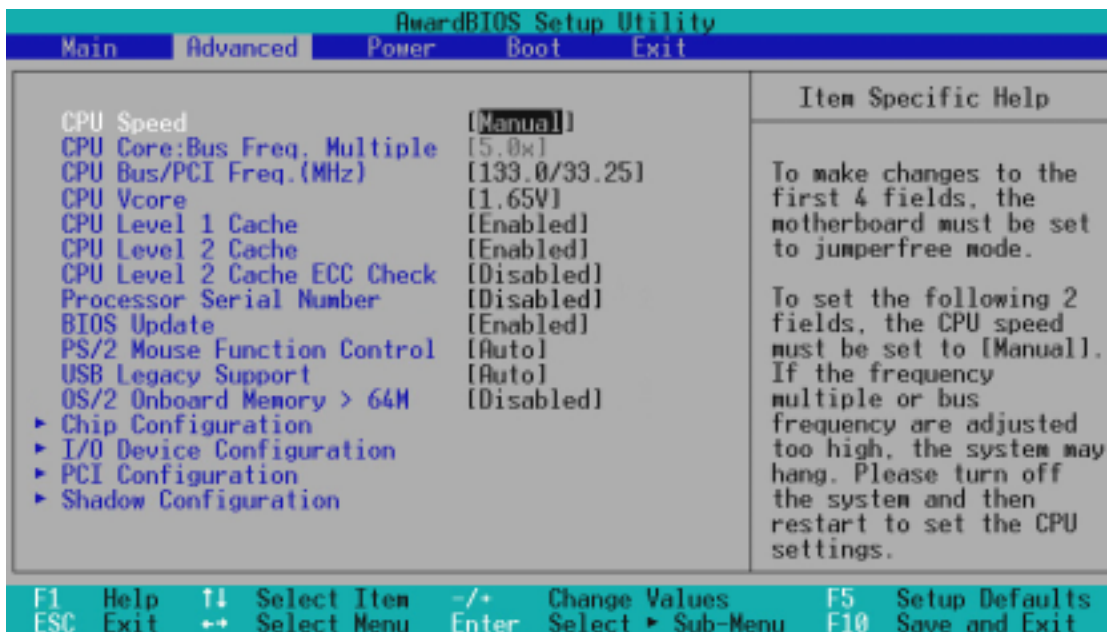 AwardBIOS Setup Utility
Main Advanced Power Boot Exit
CPU Speed [Manual]
CPU Core:Bus Freq. Multiple [5.0x]
CPU Bus/PCI Freq.(MHz) [133.0/33.25]
CPU Vcore [1.65V]
CPU Level 1 Cache [Enabled]
CPU Level 2 Cache [Enabled]
CPU Level 2 Cache ECC Check [Disabled]
Processor Serial Number [Disabled]
BIOS Update [Enabled]
PS/2 Mouse Function Control [Auto]
USB Legacy Support [Auto]
OS/2 Onboard Memory > 64M [Disabled]
► Chip Configuration
► I/O Device Configuration
► PCI Configuration
► Shadow Configuration
Item Specific Help
To make changes to the
first 4 fields, the
motherboard must be set
to jumperfree mode.
To set the following 2
fields, the CPU speed
must be set to [Manual].
If the frequency
multiple or bus
frequency are adjusted
too high, the system may
hang. Please turn off
the system and then
restart to set the CPU
settings.
F1 Help ↑↓ Select Item -/+ Change Values F5 Setup Defaults
ESC Exit ←→ Select Menu Enter Select ► Sub-Menu F10 Save and Exit